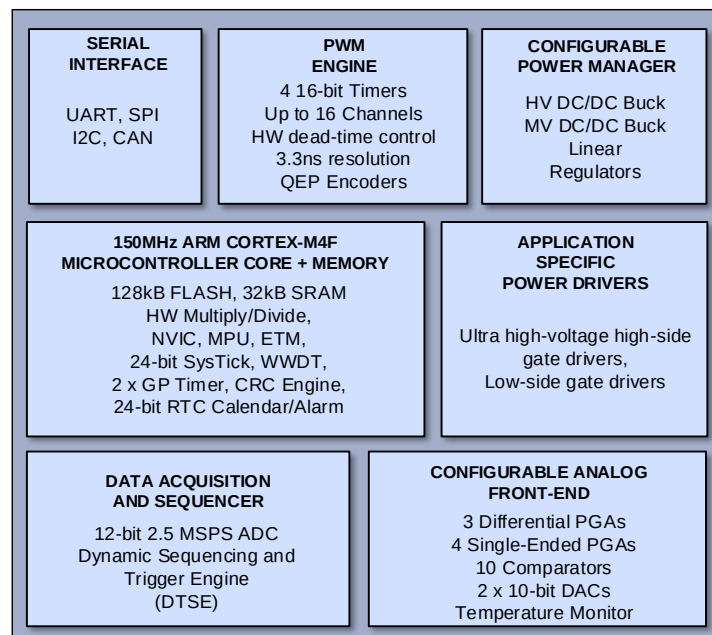 SERIAL
INTERFACE
UART, SPI
I2C, CAN
PWM
ENGINE
4 16-bit Timers
Up to 16 Channels
HW dead-time control
3.3ns resolution
QEP Encoders
CONFIGURABLE
POWER MANAGER
HV DC/DC Buck
MV DC/DC Buck
Linear
Regulators
150MHz ARM CORTEX-M4F
MICROCONTROLLER CORE + MEMORY
128kB FLASH, 32kB SRAM
HW Multiply/Divide,
NVIC, MPU, ETM,
24-bit SysTick, WWDT,
2 x GP Timer, CRC Engine,
24-bit RTC Calendar/Alarm
APPLICATION
SPECIFIC
POWER DRIVERS
Ultra high-voltage high-side
gate drivers,
Low-side gate drivers
DATA ACQUISITION
AND SEQUENCER
12-bit 2.5 MSPS ADC
Dynamic Sequencing and
Trigger Engine
(DTSE)
CONFIGURABLE ANALOG
FRONT-END
3 Differential PGAs
4 Single-Ended PGAs
10 Comparators
2 x 10-bit DACs
Temperature Monitor